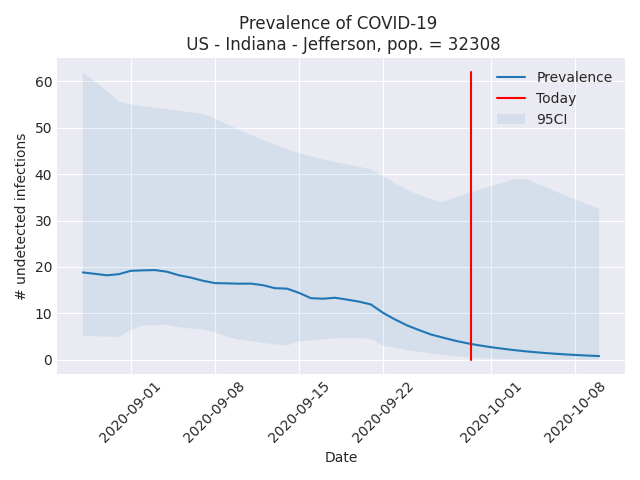 Prevalence of COVID-19
US - Indiana - Jefferson, pop. = 32308
Prevalence
Today
95CI
60
50
40
30
20
10
0
# undetected infections
2020-09-01
2020-09-08
2020-09-15
2020-09-22
2020-10-01
2020-10-08
Date